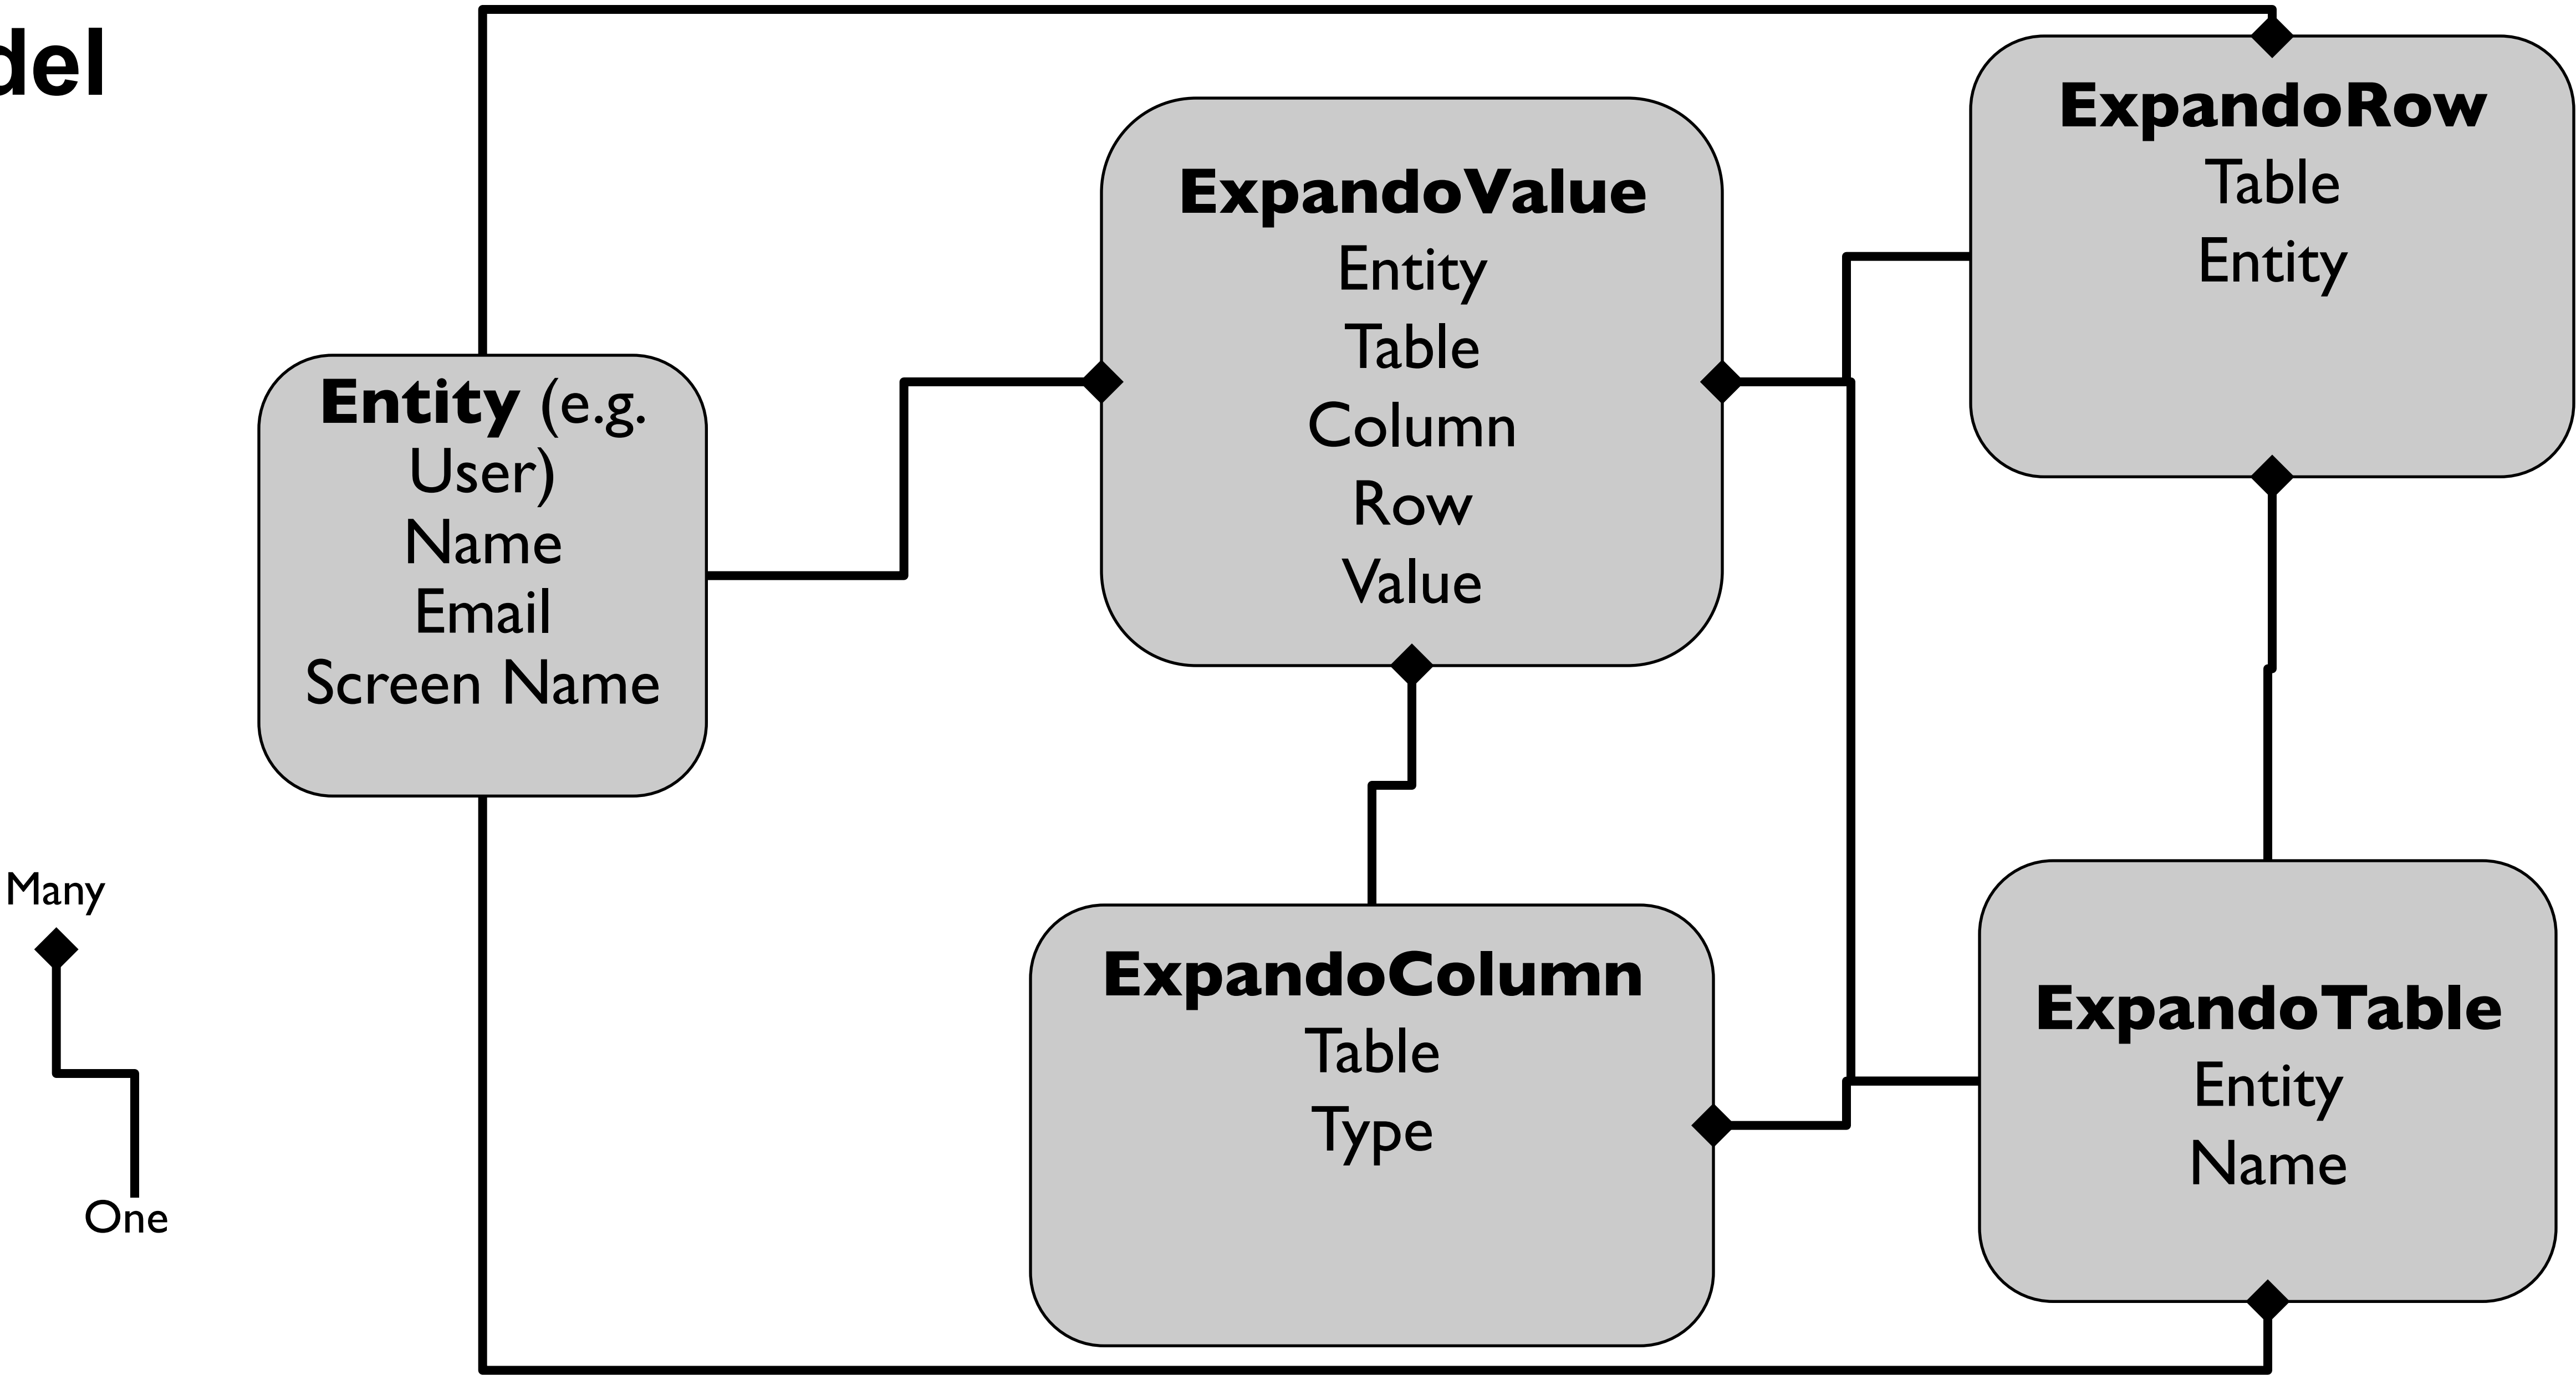 del
Entity (e.g.
User)
Name
Email
Screen Name
ExpandoValue
Entity
Table
Column
Row
Value
ExpandoRow
Table
Entity
ExpandoColumn
Table
Type
ExpandoTable
Entity
Name
Many
One